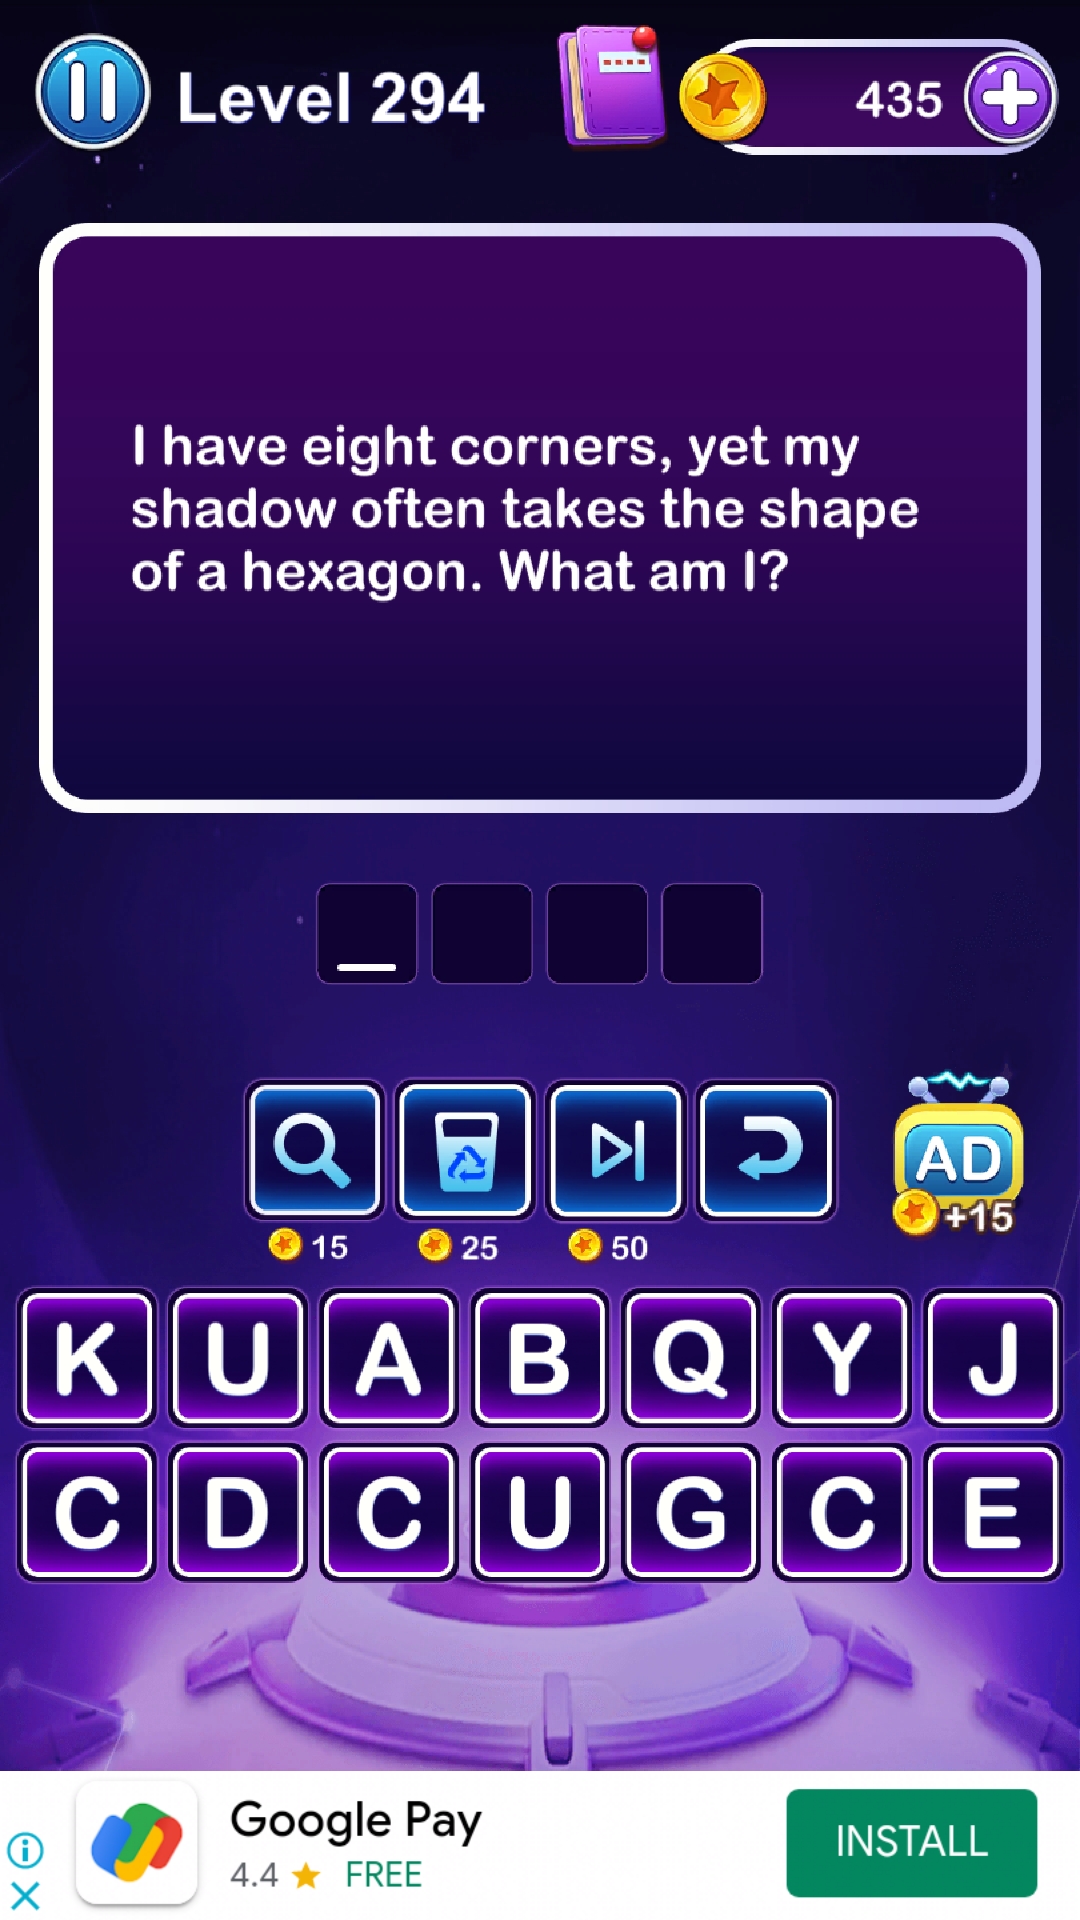 Level 294
435
I have eight corners, yet my
shadow often takes the shape
of a hexagon. What am I?
AD
+15
15 25 50
K U A B Q Y J
C D C U G C E
Google Pay
4.4 FREE
INSTALL